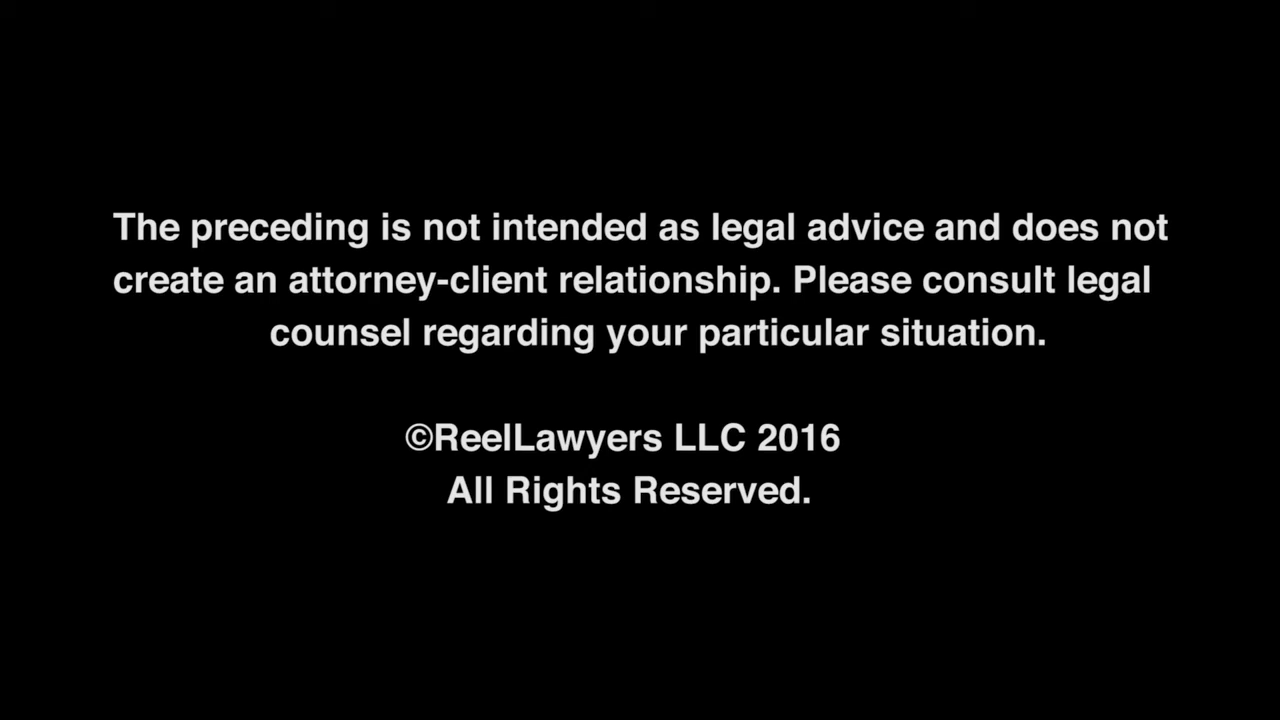 The preceding is not intended as legal advice and does not
create an attorney-client relationship. Please consult legal
counsel regarding your particular situation.
©ReelLawyers LLC 2016
All Rights Reserved.